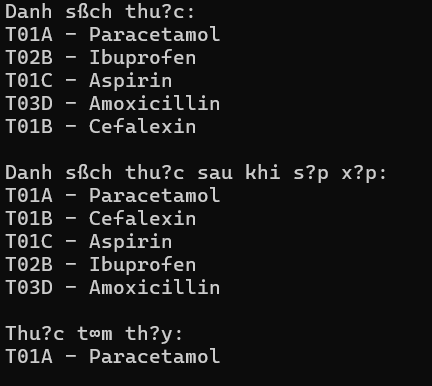 Danh sßch thu?c:
T01A - Paracetamol
T02B - Ibuprofen
T01C - Aspirin
T03D - Amoxicillin
T01B - Cefalexin
Danh sßch thu?c sau khi s?p x?p:
T01A - Paracetamol
T01B - Cefalexin
T01C - Aspirin
T02B - Ibuprofen
T03D - Amoxicillin
Thu?c t∞m th?y:
T01A - Paracetamol